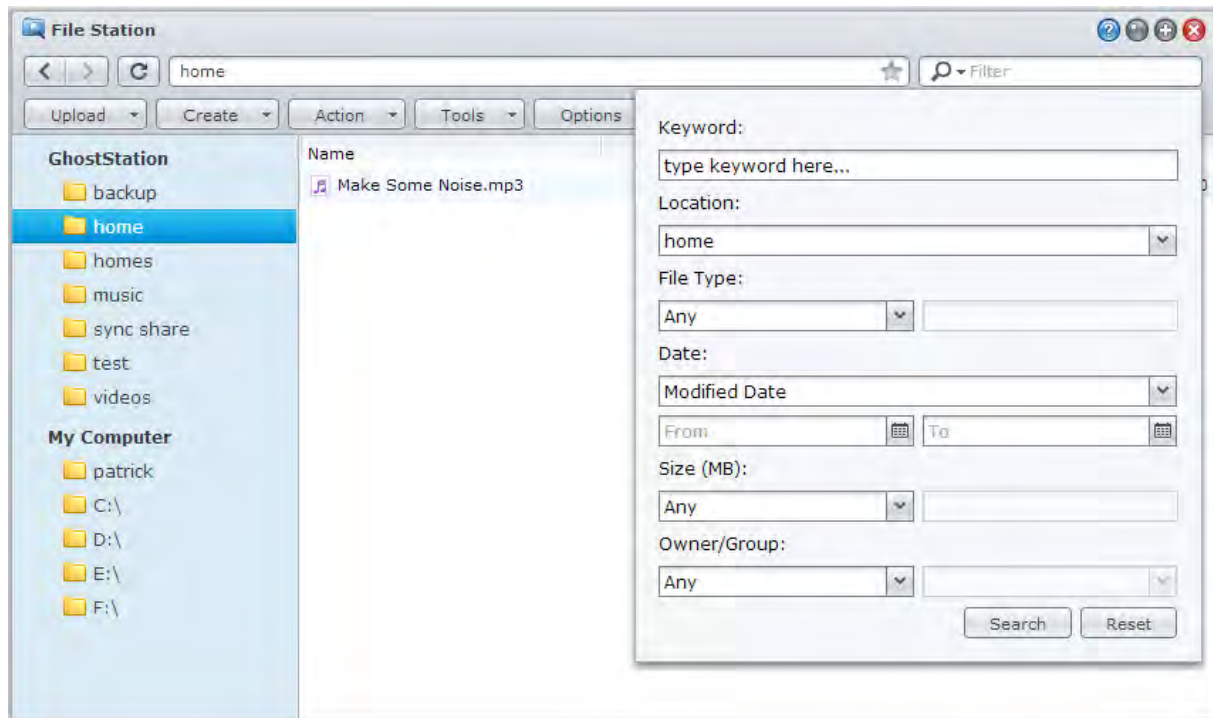 File Station
home
Filter
Upload Create Action Tools Options
GhostStation
backup
home
homes
music
sync share
test
videos
My Computer
patrick
C:\
D:\
E:\
F:\
Name
Make Some Noise.mp3
Keyword:
type keyword here...
Location:
home
File Type:
Any
Date:
Modified Date
From To
Size (MB):
Any
Owner/Group:
Any
Search Reset